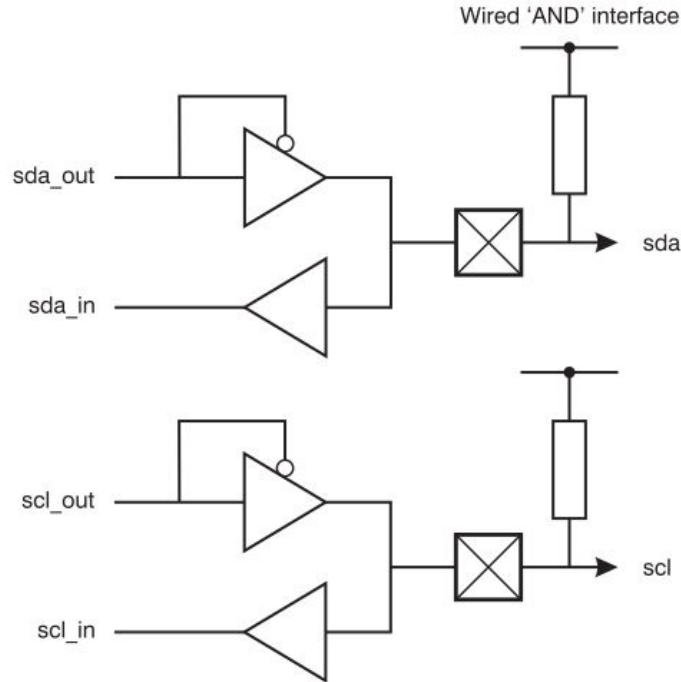 Wired ‘AND’ interface
sda_out
sda
sda_in
scl_out
scl
scl_in